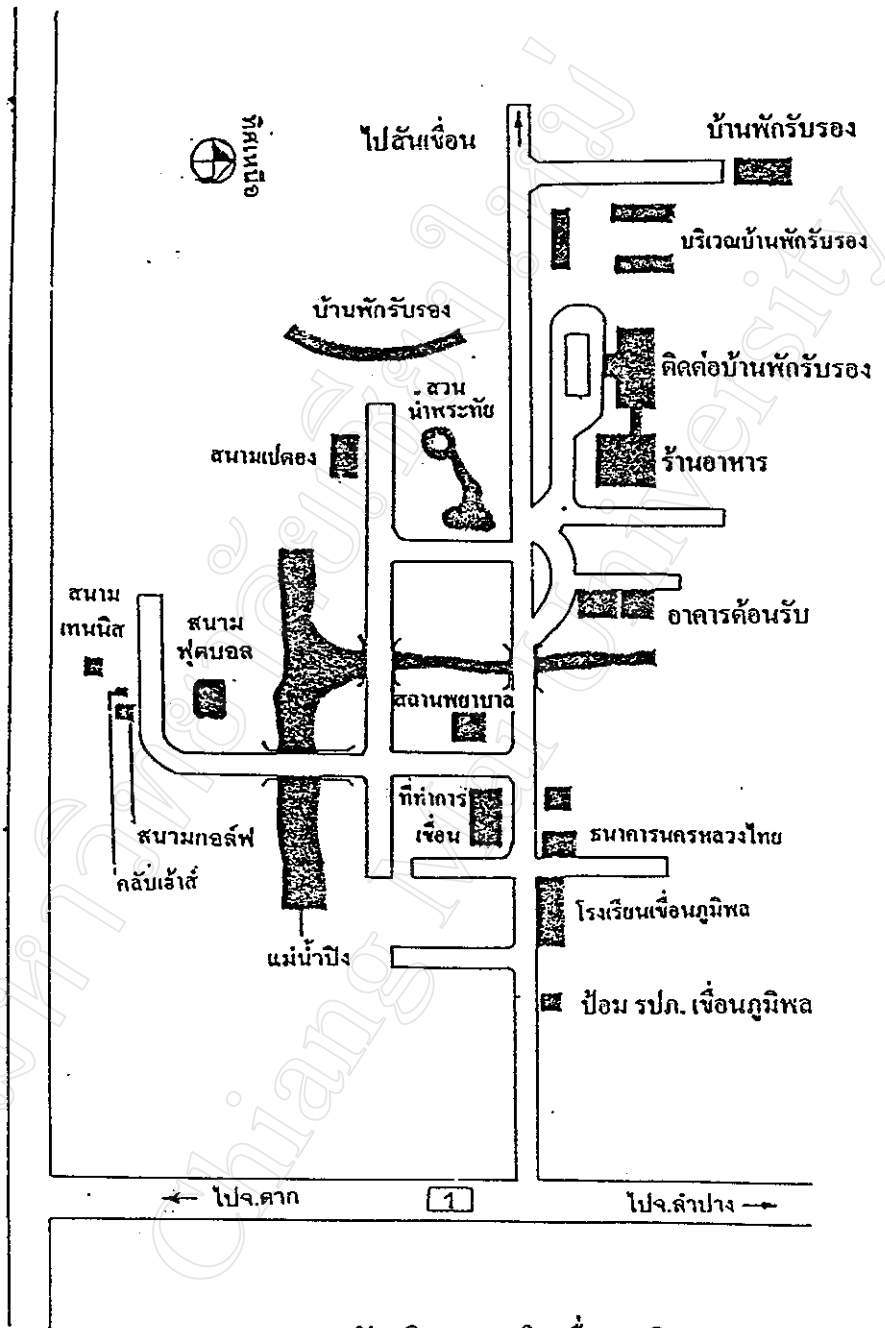 ทิศเหนือ
ไปสันเขื่อน
บ้านพักรับรอง
บริเวณบ้านพักรับรอง
บ้านพักรับรอง
ติดต่อบ้านพักรับรอง
สวน
น้ำพระทัย
สนามเปตอง
ร้านอาหาร
สนาม
เทนนิส
สนาม
ฟุตบอล
อาคารต้อนรับ
สถานพยาบาล
ที่ทำการ
เขื่อน
สนามกอล์ฟ
คลับเฮ้าส์
ธนาคารนครหลวงไทย
โรงเรียนเขื่อนภูมิพล
แม่น้ำปิง
ป้อม รปภ. เขื่อนภูมิพล
← ไปจ.ตาก
1
ไปจ.ลำปาง →
Chiang Mai University